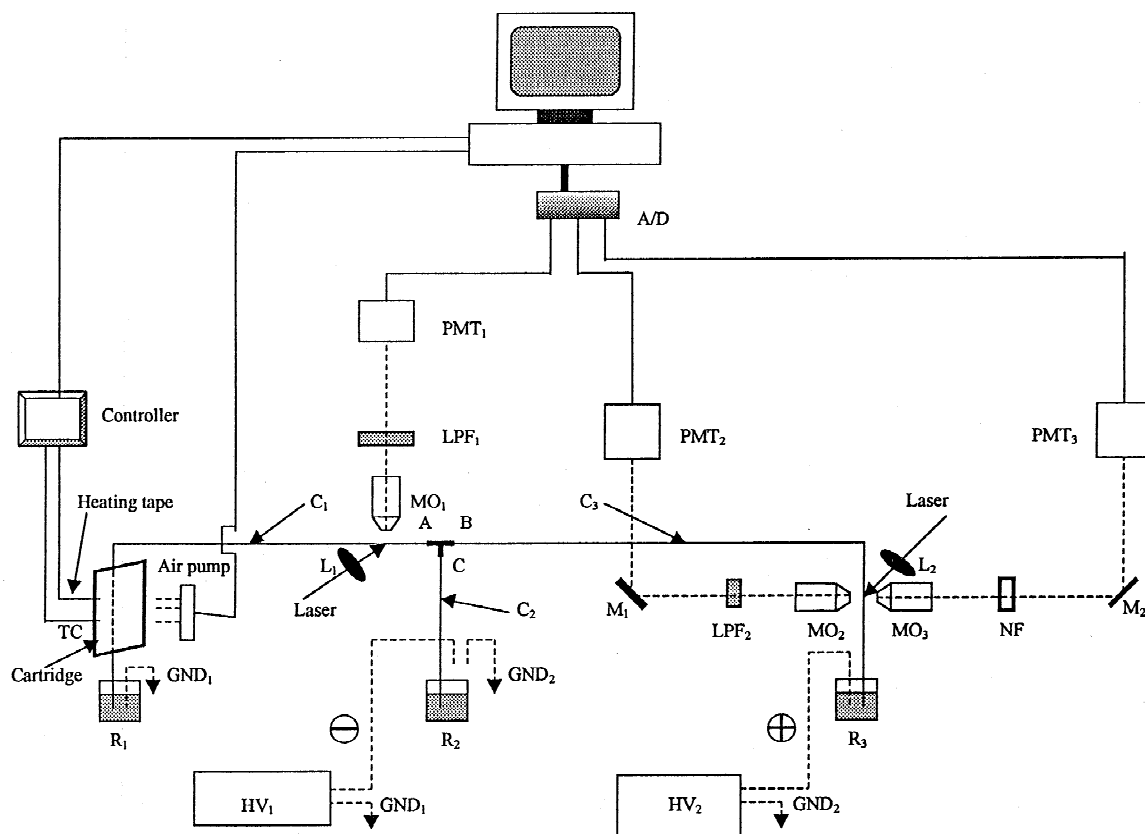 A/D
PMT₁
PMT₂
PMT₃
Controller
LPF₁
MO₁
Heating tape
C₁
A
B
C₃
Laser
Air pump
L₁
C
L₂
Laser
C₂
TC
M₁
LPF₂
MO₂
MO₃
NF
M₂
Cartridge
GND₁
GND₂
R₁
R₂
R₃
HV₁
GND₁
HV₂
GND₂